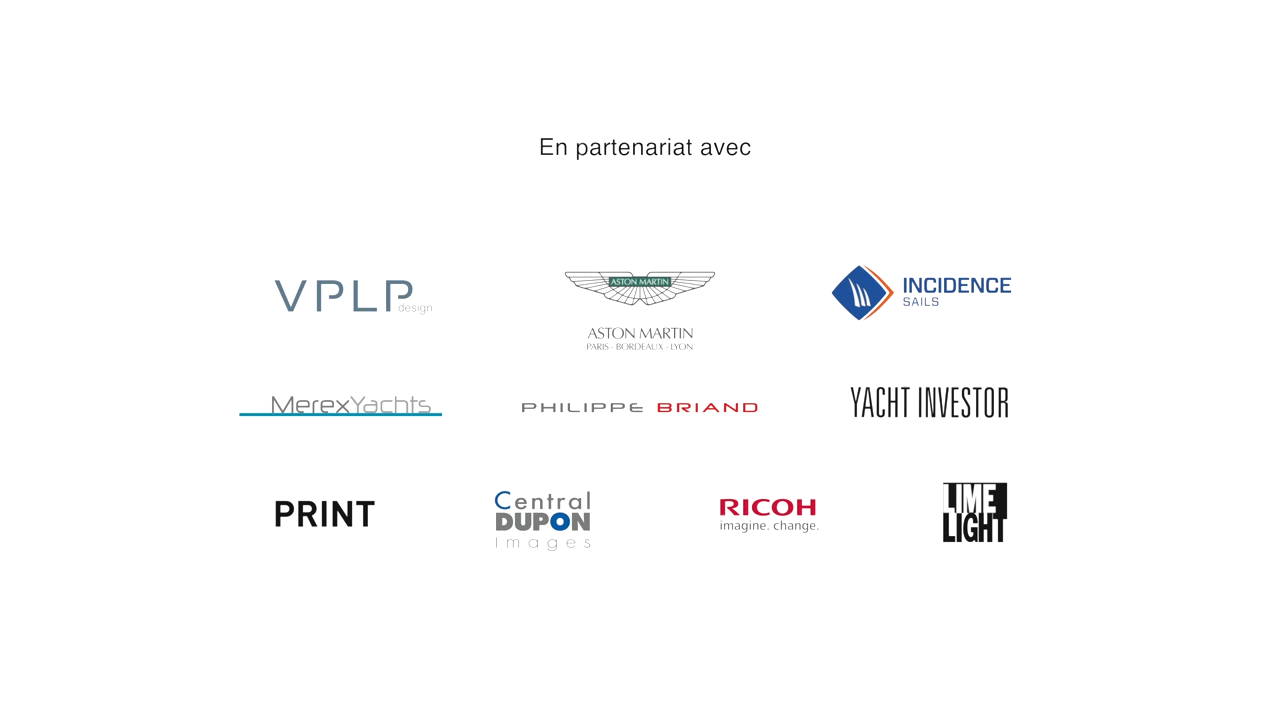 En partenariat avec
VPLP
design
ASTON MARTIN
ASTON MARTIN
PARIS - BORDEAUX - LYON
INCIDENCE
SAILS
MerexYachts
PHILIPPE BRIAND
YACHT INVESTOR
PRINT
Central
DUPON
Images
RICOH
imagine. change.
LIME
LIGHT